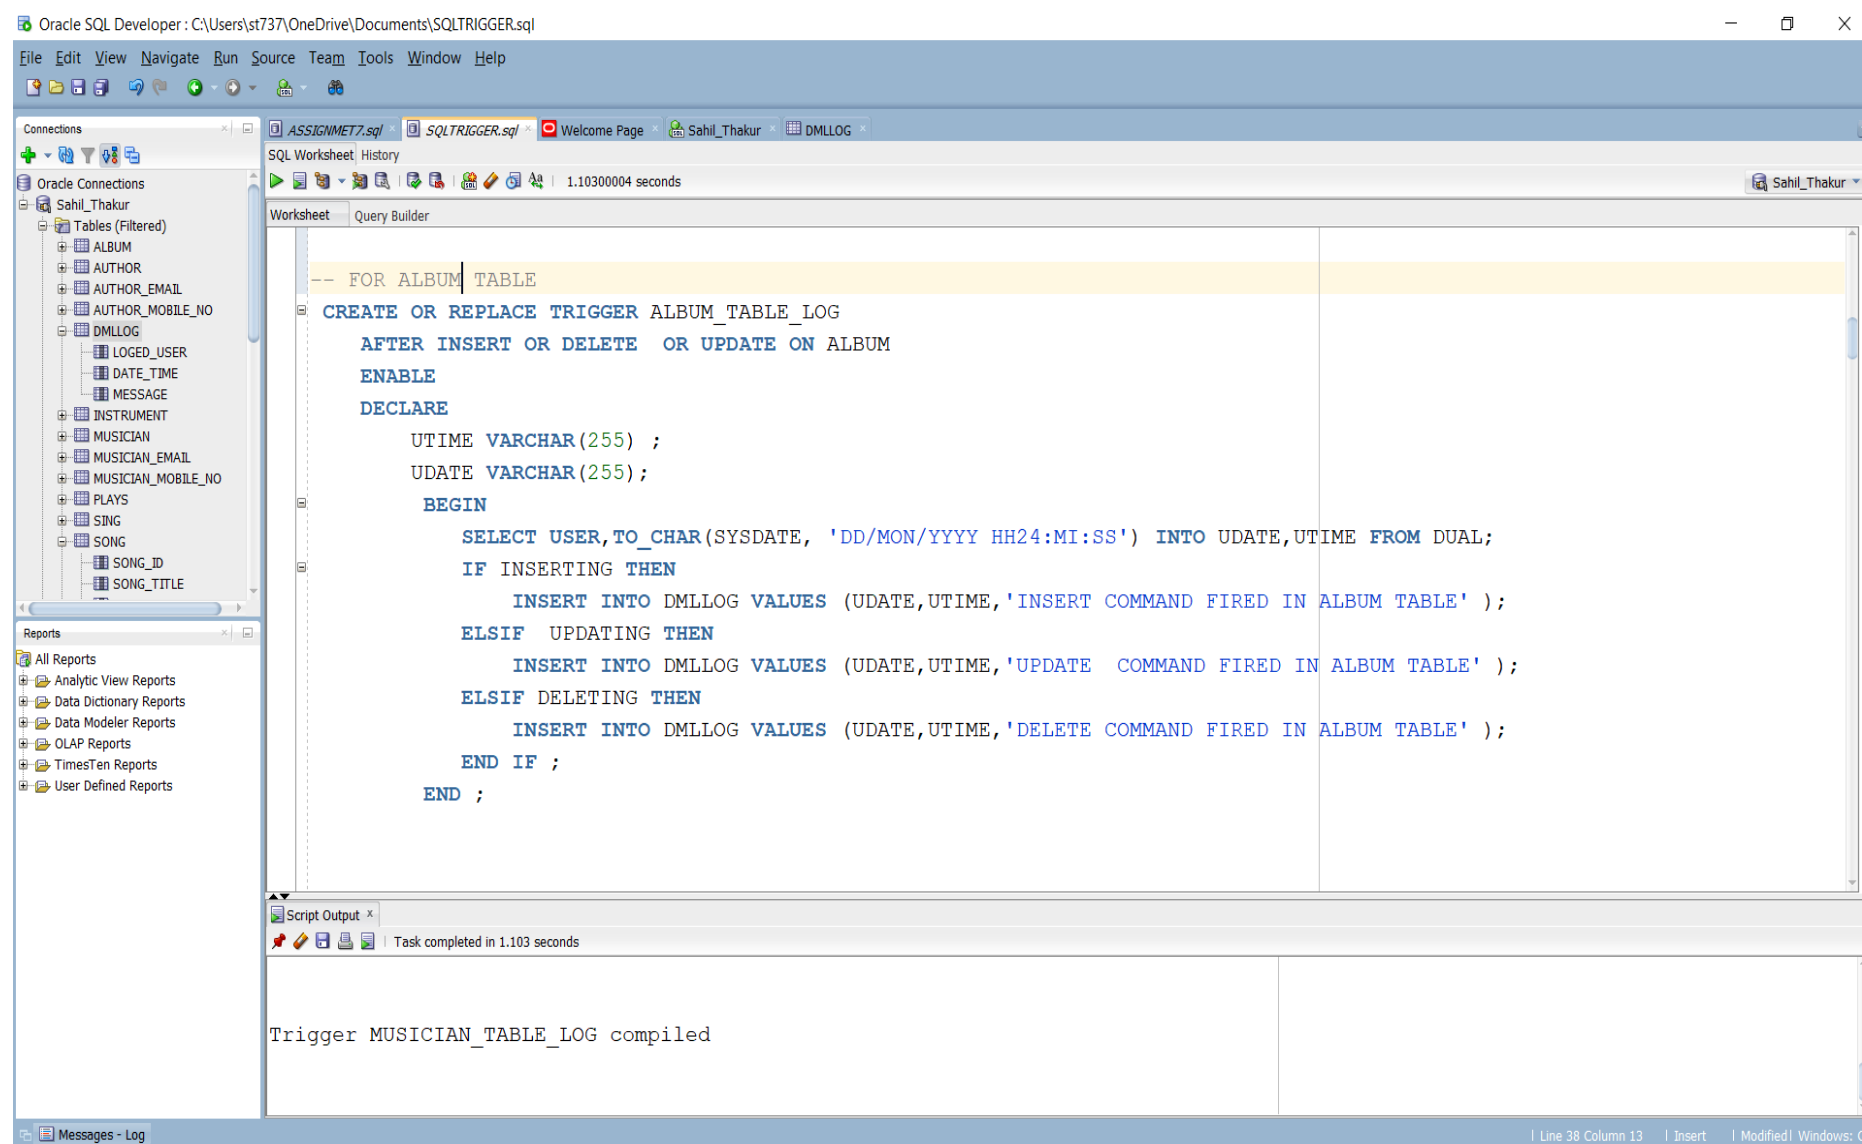 Oracle SQL Developer : C:\Users\st737\OneDrive\Documents\SQLTRIGGER.sql
File Edit View Navigate Run Source Team Tools Window Help
Connections
Oracle Connections
Sahil_Thakur
Tables (Filtered)
ALBUM
AUTHOR
AUTHOR_EMAIL
AUTHOR_MOBILE_NO
DMLLOG
LOGED_USER
DATE_TIME
MESSAGE
INSTRUMENT
MUSICIAN
MUSICIAN_EMAIL
MUSICIAN_MOBILE_NO
PLAYS
SING
SONG
SONG_ID
SONG_TITLE
Reports
All Reports
Analytic View Reports
Data Dictionary Reports
Data Modeler Reports
OLAP Reports
TimesTen Reports
User Defined Reports
ASSIGNMET7.sql SQLTRIGGER.sql Welcome Page Sahil_Thakur DMLLOG
SQL Worksheet History
1.10300004 seconds
Sahil_Thakur
Worksheet Query Builder
-- FOR ALBUM TABLE
CREATE OR REPLACE TRIGGER ALBUM_TABLE_LOG
AFTER INSERT OR DELETE  OR UPDATE ON ALBUM
ENABLE
DECLARE
UTIME VARCHAR(255) ;
UDATE VARCHAR(255);
BEGIN
SELECT USER,TO_CHAR(SYSDATE, 'DD/MON/YYYY HH24:MI:SS') INTO UDATE,UTIME FROM DUAL;
IF INSERTING THEN
INSERT INTO DMLLOG VALUES (UDATE,UTIME,'INSERT COMMAND FIRED IN ALBUM TABLE' );
ELSIF  UPDATING THEN
INSERT INTO DMLLOG VALUES (UDATE,UTIME,'UPDATE  COMMAND FIRED IN ALBUM TABLE' );
ELSIF DELETING THEN
INSERT INTO DMLLOG VALUES (UDATE,UTIME,'DELETE COMMAND FIRED IN ALBUM TABLE' );
END IF ;
END ;
Script Output
Task completed in 1.103 seconds
Trigger MUSICIAN_TABLE_LOG compiled
Messages - Log
Line 38 Column 13 | Insert | Modified | Windows: